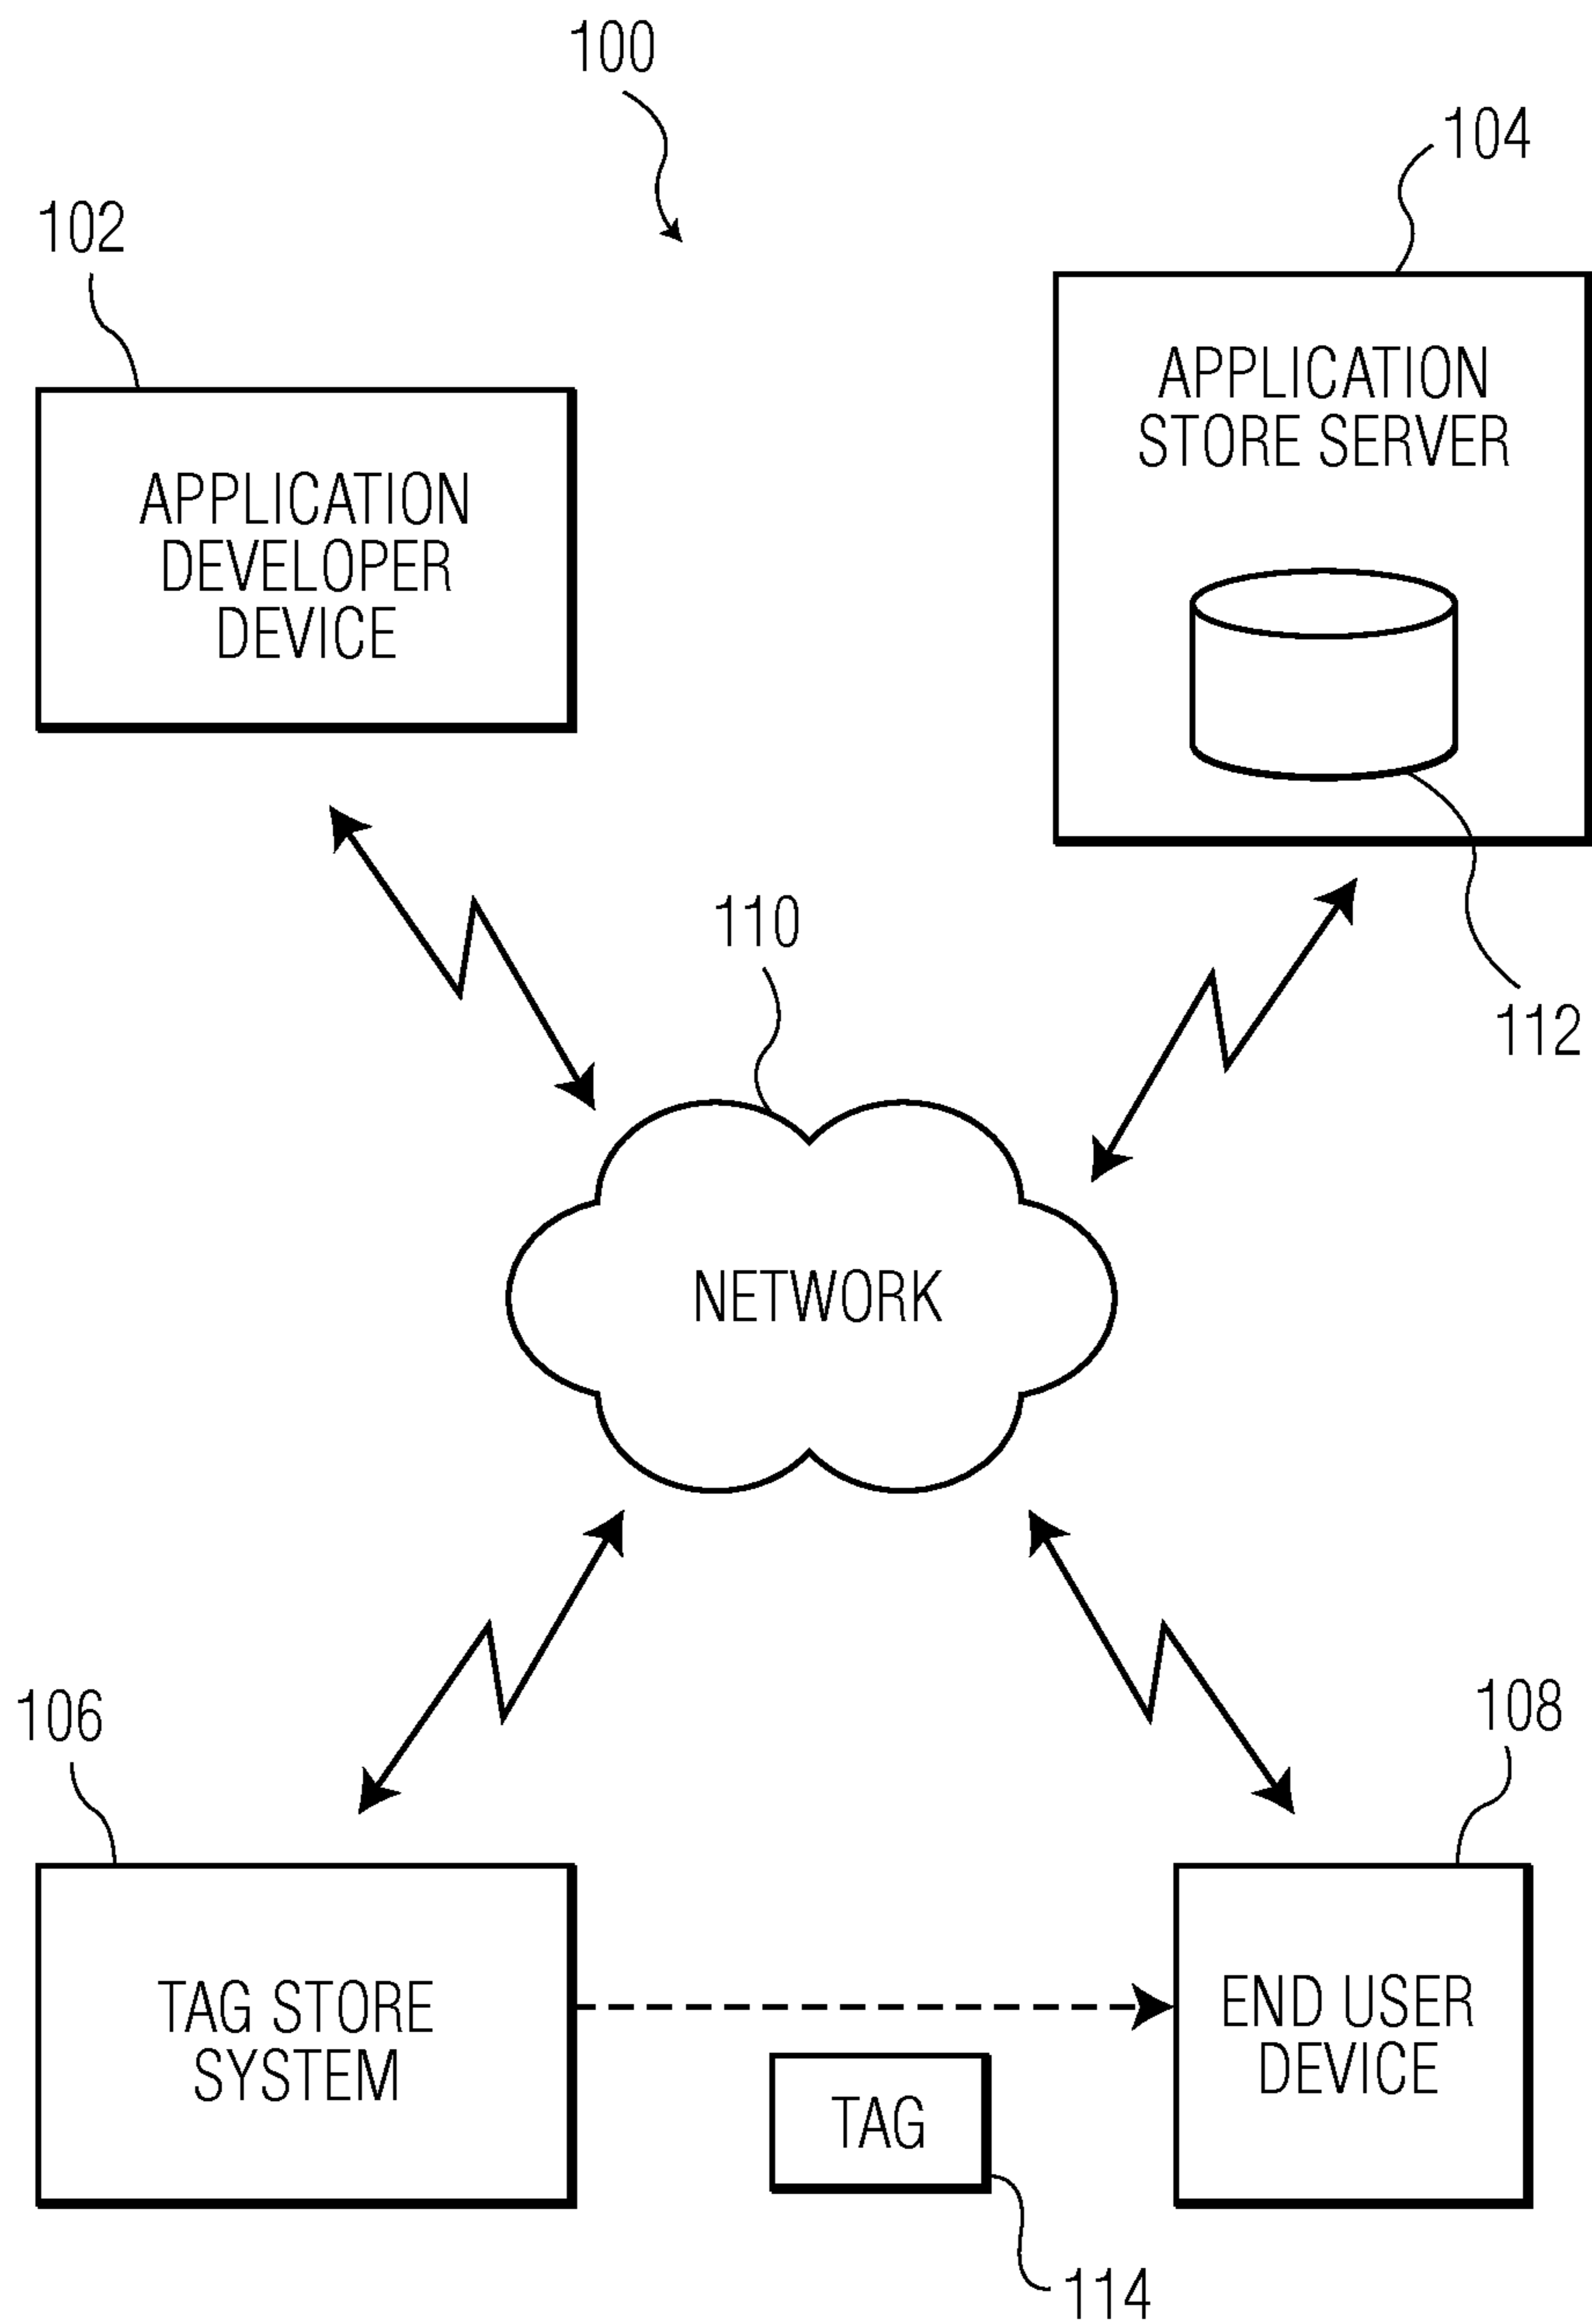 100
104
102
APPLICATION
STORE SERVER
APPLICATION
DEVELOPER
DEVICE
110
112
NETWORK
106
108
TAG STORE
SYSTEM
END USER
DEVICE
TAG
114